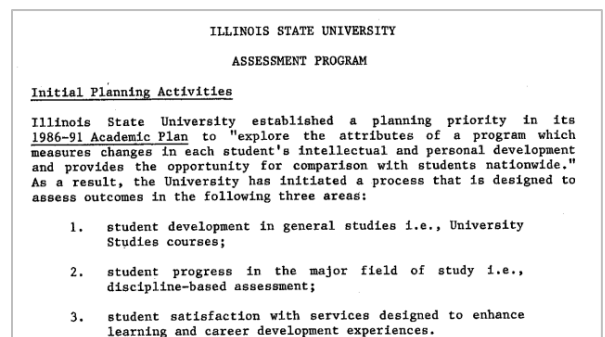 ILLINOIS STATE UNIVERSITY
ASSESSMENT PROGRAM
Initial Planning Activities
Illinois State University established a planning priority in its
1986-91 Academic Plan to "explore the attributes of a program which
measures changes in each student's intellectual and personal development
and provides the opportunity for comparison with students nationwide."
As a result, the University has initiated a process that is designed to
assess outcomes in the following three areas:
1. student development in general studies i.e., University
Studies courses;
2. student progress in the major field of study i.e.,
discipline-based assessment;
3. student satisfaction with services designed to enhance
learning and career development experiences.